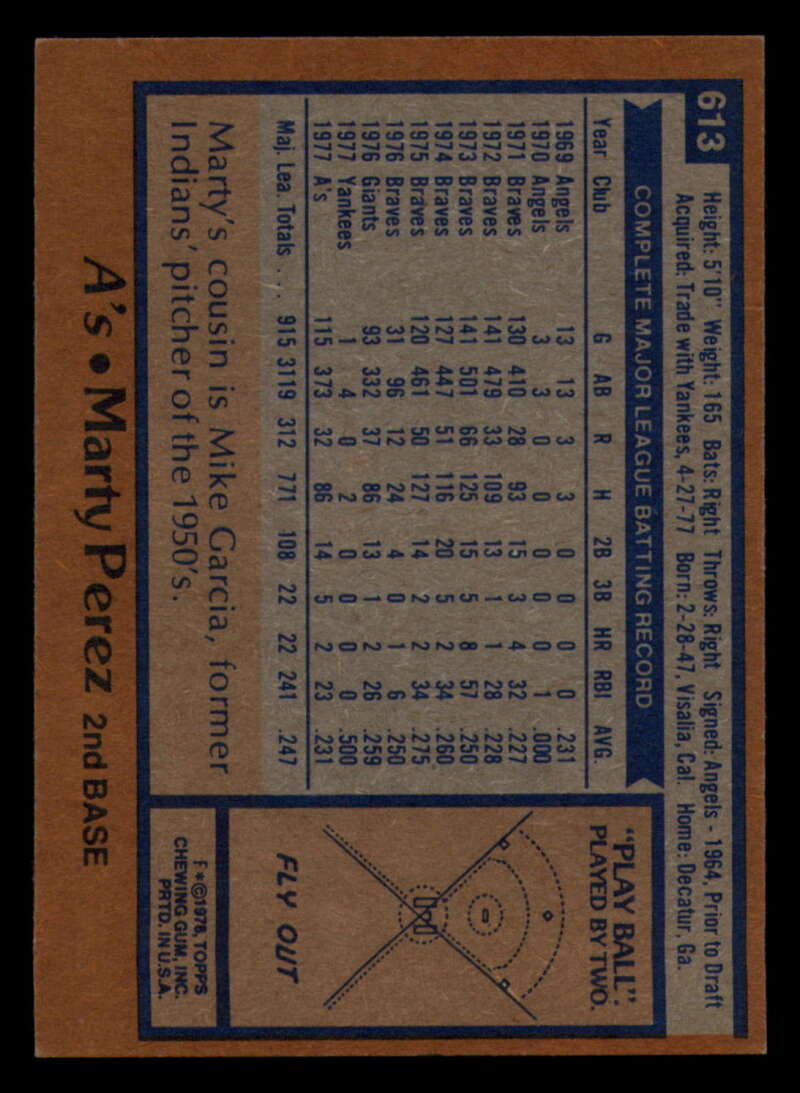 613
Height: 5'10" Weight: 165 Bats: Right Throws: Right Signed: Angels - 1964, Prior to Draft
Acquired: Trade with Yankees, 4-27-77 Born: 2-28-47, Visalia, Cal. Home: Decatur, Ga.
COMPLETE MAJOR LEAGUE BATTING RECORD
Year Club G AB R H 2B 3B HR RBI AVG.
1969 Angels 13 13 3 3 0 0 0 0 .231
1970 Angels 3 3 0 0 0 0 0 1 .000
1971 Braves 130 410 28 93 15 3 4 32 .227
1972 Braves 141 479 33 109 13 1 1 28 .228
1973 Braves 141 501 66 125 15 5 8 57 .250
1974 Braves 127 447 51 116 20 5 2 34 .260
1975 Braves 120 461 50 127 14 2 2 34 .275
1976 Braves 31 96 12 24 4 0 1 6 .250
1976 Giants 93 332 37 86 13 1 2 26 .259
1977 Yankees 1 4 0 2 0 0 0 0 .500
1977 A's 115 373 32 86 14 5 2 23 .231
Maj. Lea. Totals . . . 915 3119 312 771 108 22 22 241 .247
Marty's cousin is Mike Garcia, former
Indians' pitcher of the 1950's.
"PLAY BALL":
PLAYED BY TWO.
FLY OUT
F*©1978, TOPPS
CHEWING GUM, INC.
PRTD. IN U.S.A.
A's • Marty Perez 2nd BASE